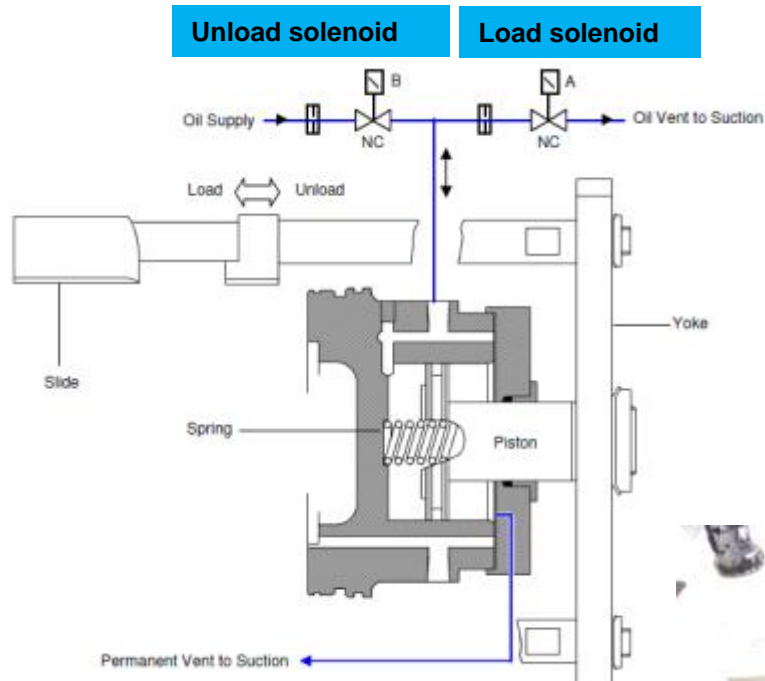 Unload solenoid
Load solenoid
B
A
Oil Supply
Oil Vent to Suction
NC
NC
Load
Unload
Yoke
Slide
Spring
Piston
Permanent Vent to Suction